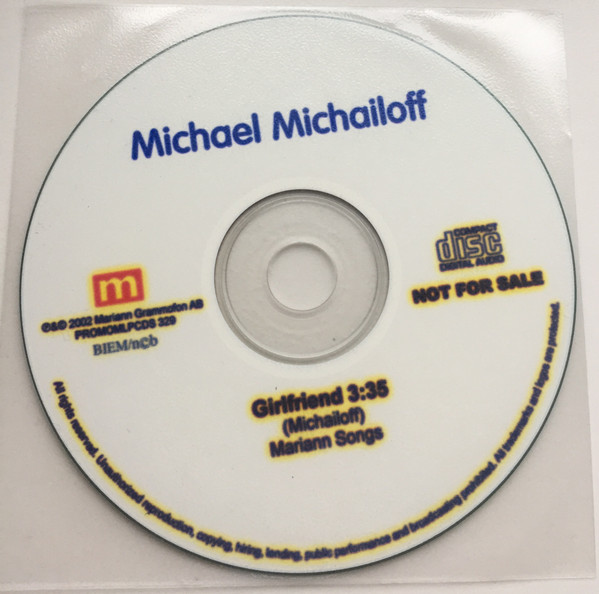 Michael Michailoff
m
℗&© 2002 Mariann Grammofon AB
PROMOMLPCDS 329
BIEM/n©b
COMPACT
disc
DIGITAL AUDIO
NOT FOR SALE
Girlfriend 3:35
(Michailoff)
Mariann Songs
All rights reserved. Unauthorized reproduction, copying, hiring, lending, public performance and broadcasting prohibited. All trademarks and logos are protected.